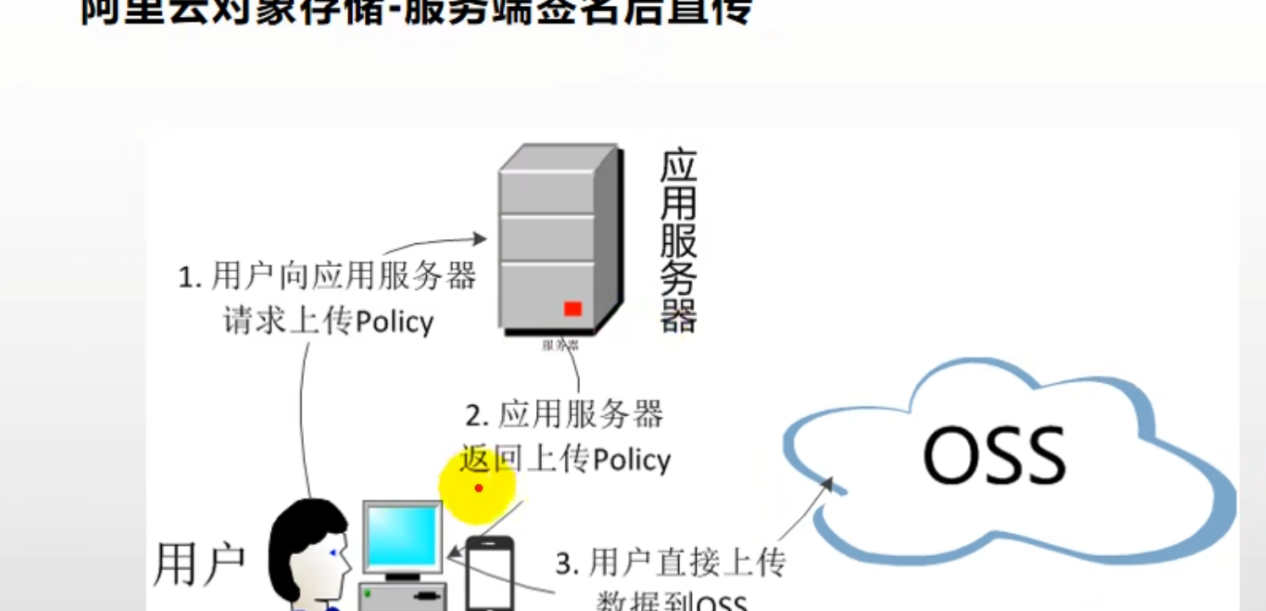 阿里云对象存储-服务端签名后直传
应用服务器
1. 用户向应用服务器
请求上传Policy
服务器
2. 应用服务器
返回上传Policy
OSS
用户
3. 用户直接上传
数据到OSS